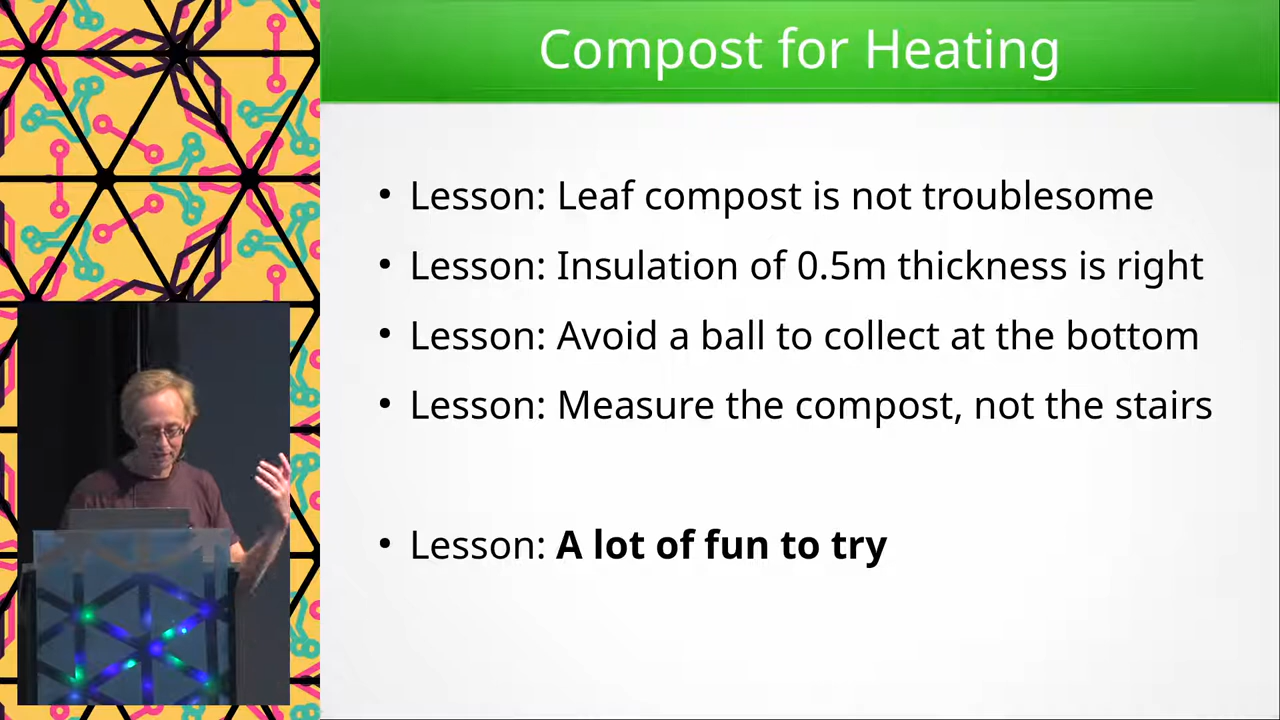 Compost for Heating
• Lesson: Leaf compost is not troublesome
• Lesson: Insulation of 0.5m thickness is right
• Lesson: Avoid a ball to collect at the bottom
• Lesson: Measure the compost, not the stairs
• Lesson: A lot of fun to try